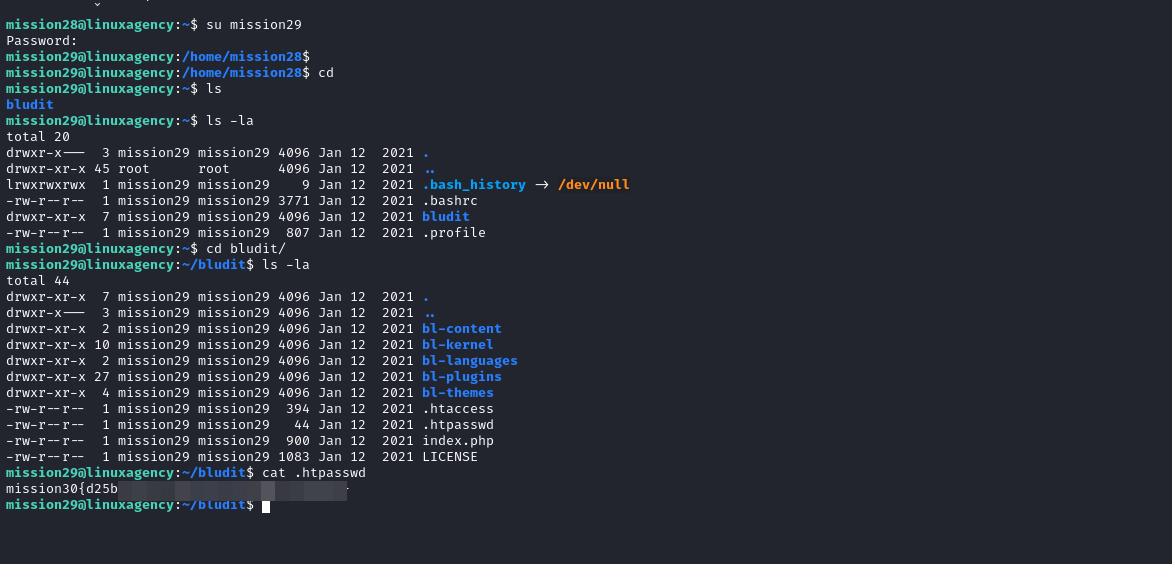 mission28@linuxagency:~$ su mission29
Password:
mission29@linuxagency:/home/mission28$
mission29@linuxagency:/home/mission28$ cd
mission29@linuxagency:~$ ls
bludit
mission29@linuxagency:~$ ls -la
total 20
drwxr-x---  3 mission29 mission29 4096 Jan 12  2021 .
drwxr-xr-x 45 root      root      4096 Jan 12  2021 ..
lrwxrwxrwx  1 mission29 mission29    9 Jan 12  2021 .bash_history -> /dev/null
-rw-r--r--  1 mission29 mission29 3771 Jan 12  2021 .bashrc
drwxr-xr-x  7 mission29 mission29 4096 Jan 12  2021 bludit
-rw-r--r--  1 mission29 mission29  807 Jan 12  2021 .profile
mission29@linuxagency:~$ cd bludit/
mission29@linuxagency:~/bludit$ ls -la
total 44
drwxr-xr-x  7 mission29 mission29 4096 Jan 12  2021 .
drwxr-x---  3 mission29 mission29 4096 Jan 12  2021 ..
drwxr-xr-x  2 mission29 mission29 4096 Jan 12  2021 bl-content
drwxr-xr-x 10 mission29 mission29 4096 Jan 12  2021 bl-kernel
drwxr-xr-x  2 mission29 mission29 4096 Jan 12  2021 bl-languages
drwxr-xr-x 27 mission29 mission29 4096 Jan 12  2021 bl-plugins
drwxr-xr-x  4 mission29 mission29 4096 Jan 12  2021 bl-themes
-rw-r--r--  1 mission29 mission29  394 Jan 12  2021 .htaccess
-rw-r--r--  1 mission29 mission29   44 Jan 12  2021 .htpasswd
-rw-r--r--  1 mission29 mission29  900 Jan 12  2021 index.php
-rw-r--r--  1 mission29 mission29 1083 Jan 12  2021 LICENSE
mission29@linuxagency:~/bludit$ cat .htpasswd
mission30{d25b
mission29@linuxagency:~/bludit$